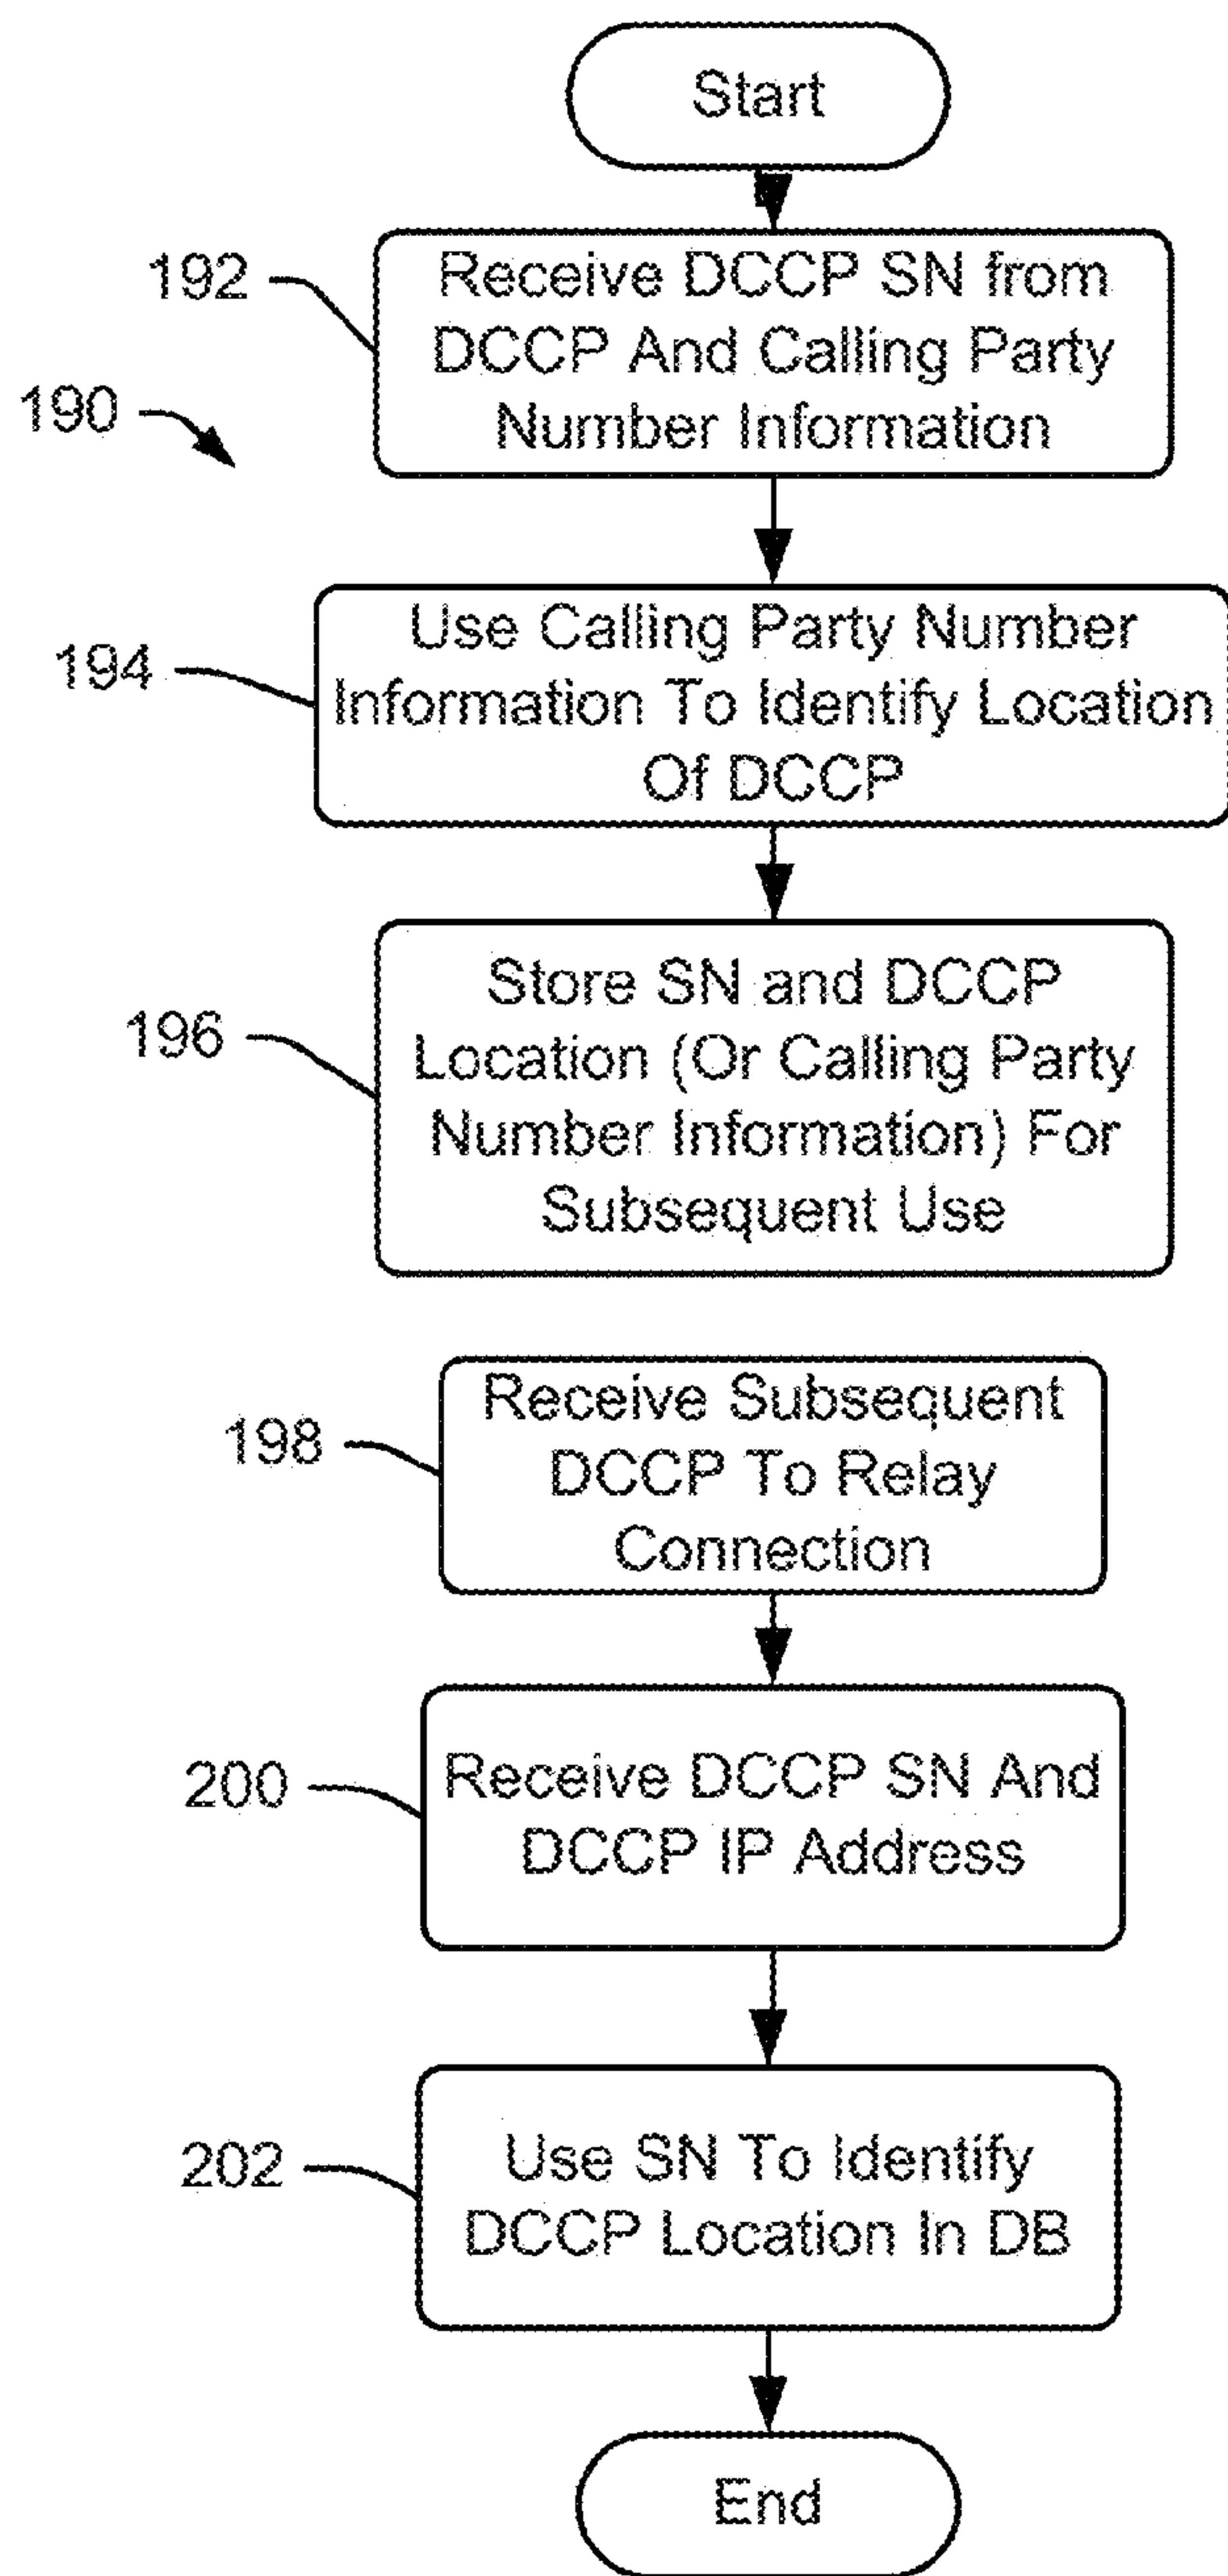 Start
192
Receive DCCP SN from
DCCP And Calling Party
Number Information
190
194
Use Calling Party Number
Information To Identify Location
Of DCCP
196
Store SN and DCCP
Location (Or Calling Party
Number Information) For
Subsequent Use
198
Receive Subsequent
DCCP To Relay
Connection
200
Receive DCCP SN And
DCCP IP Address
202
Use SN To Identify
DCCP Location In DB
End